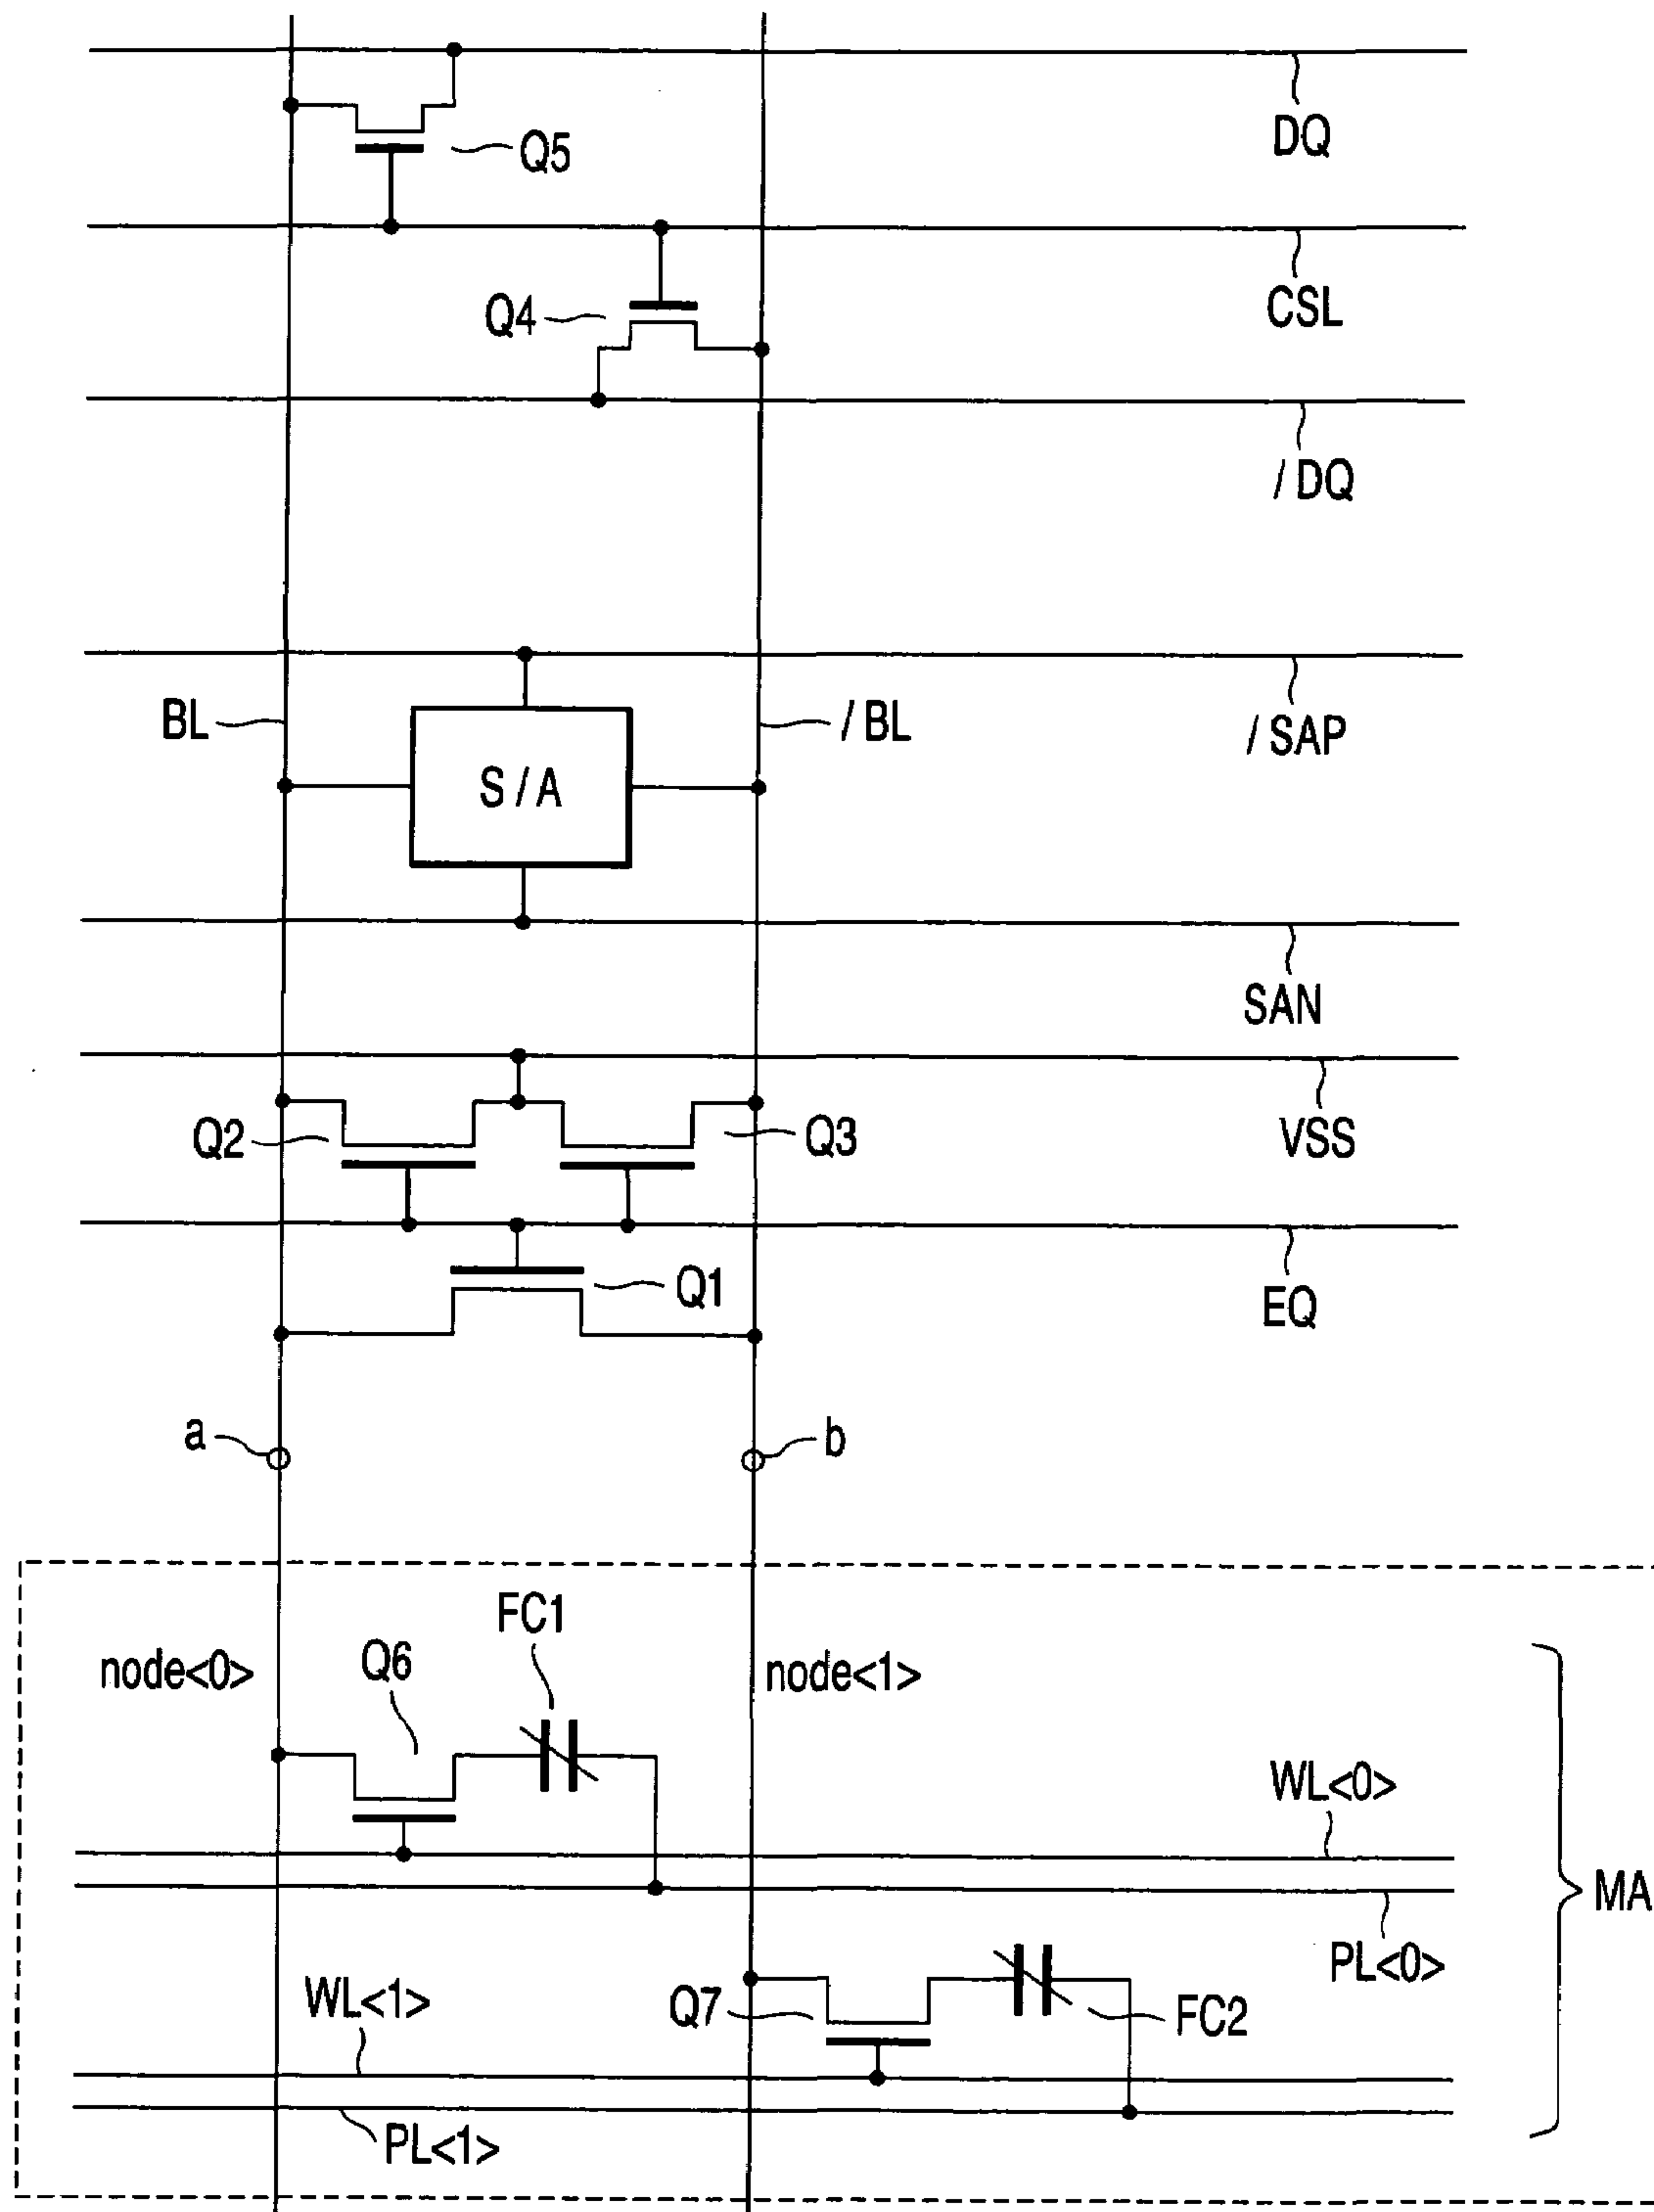 DQ
Q5
CSL
Q4
/ DQ
BL
/ BL
/ SAP
S / A
SAN
Q2
Q3
VSS
Q1
EQ
a
b
FC1
node<0>
Q6
node<1>
WL<0>
MA
PL<0>
WL<1>
Q7
FC2
PL<1>